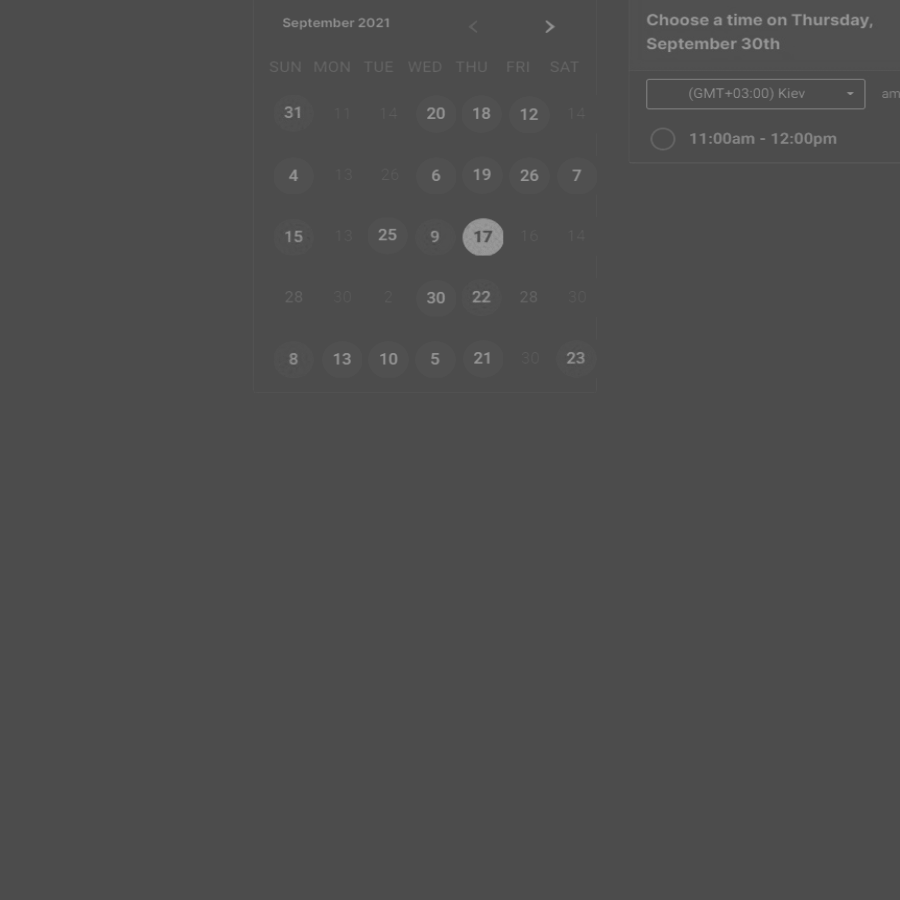 September 2021
SUN MON TUE WED THU FRI SAT
31 11 14 20 18 12 14
4 13 26 6 19 26 7
15 13 25 9 17 16 14
28 30 2 30 22 28 30
8 13 10 5 21 30 23
Choose a time on Thursday,
September 30th
(GMT+03:00) Kiev am
11:00am - 12:00pm